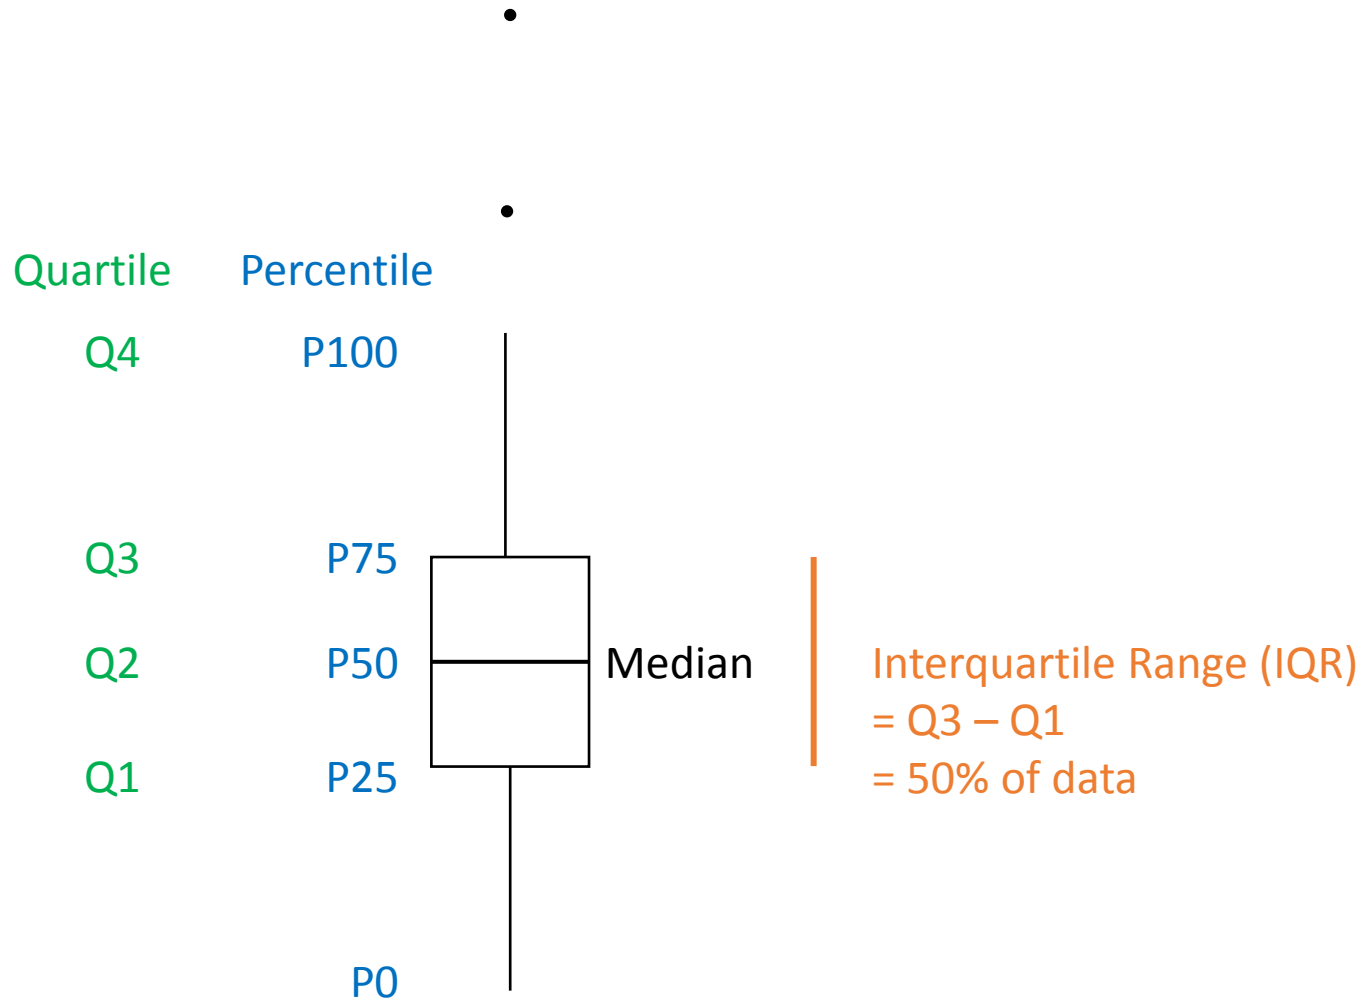 Quartile Percentile
Q4 P100
Q3 P75
Q2 P50 Median Interquartile Range (IQR)
= Q3 – Q1
Q1 P25 = 50% of data
P0